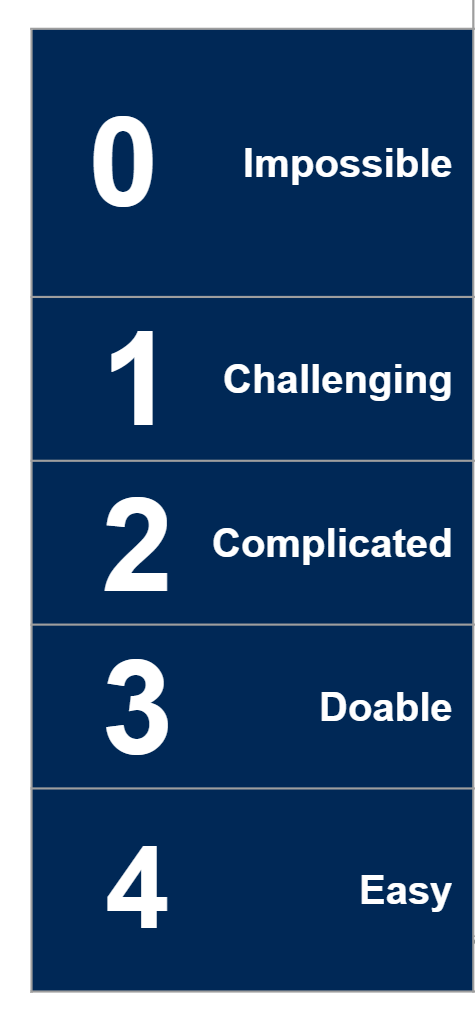 0 Impossible
1 Challenging
2 Complicated
3 Doable
4 Easy